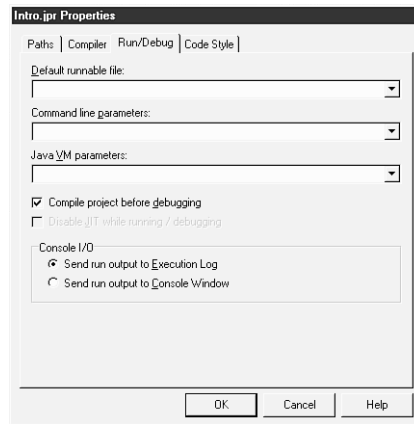 Intro.jpr Properties
Paths Compiler Run/Debug Code Style
Default runnable file:
Command line parameters:
Java VM parameters:
Compile project before debugging
Disable JIT while running / debugging
Console I/O
Send run output to Execution Log
Send run output to Console Window
OK Cancel Help